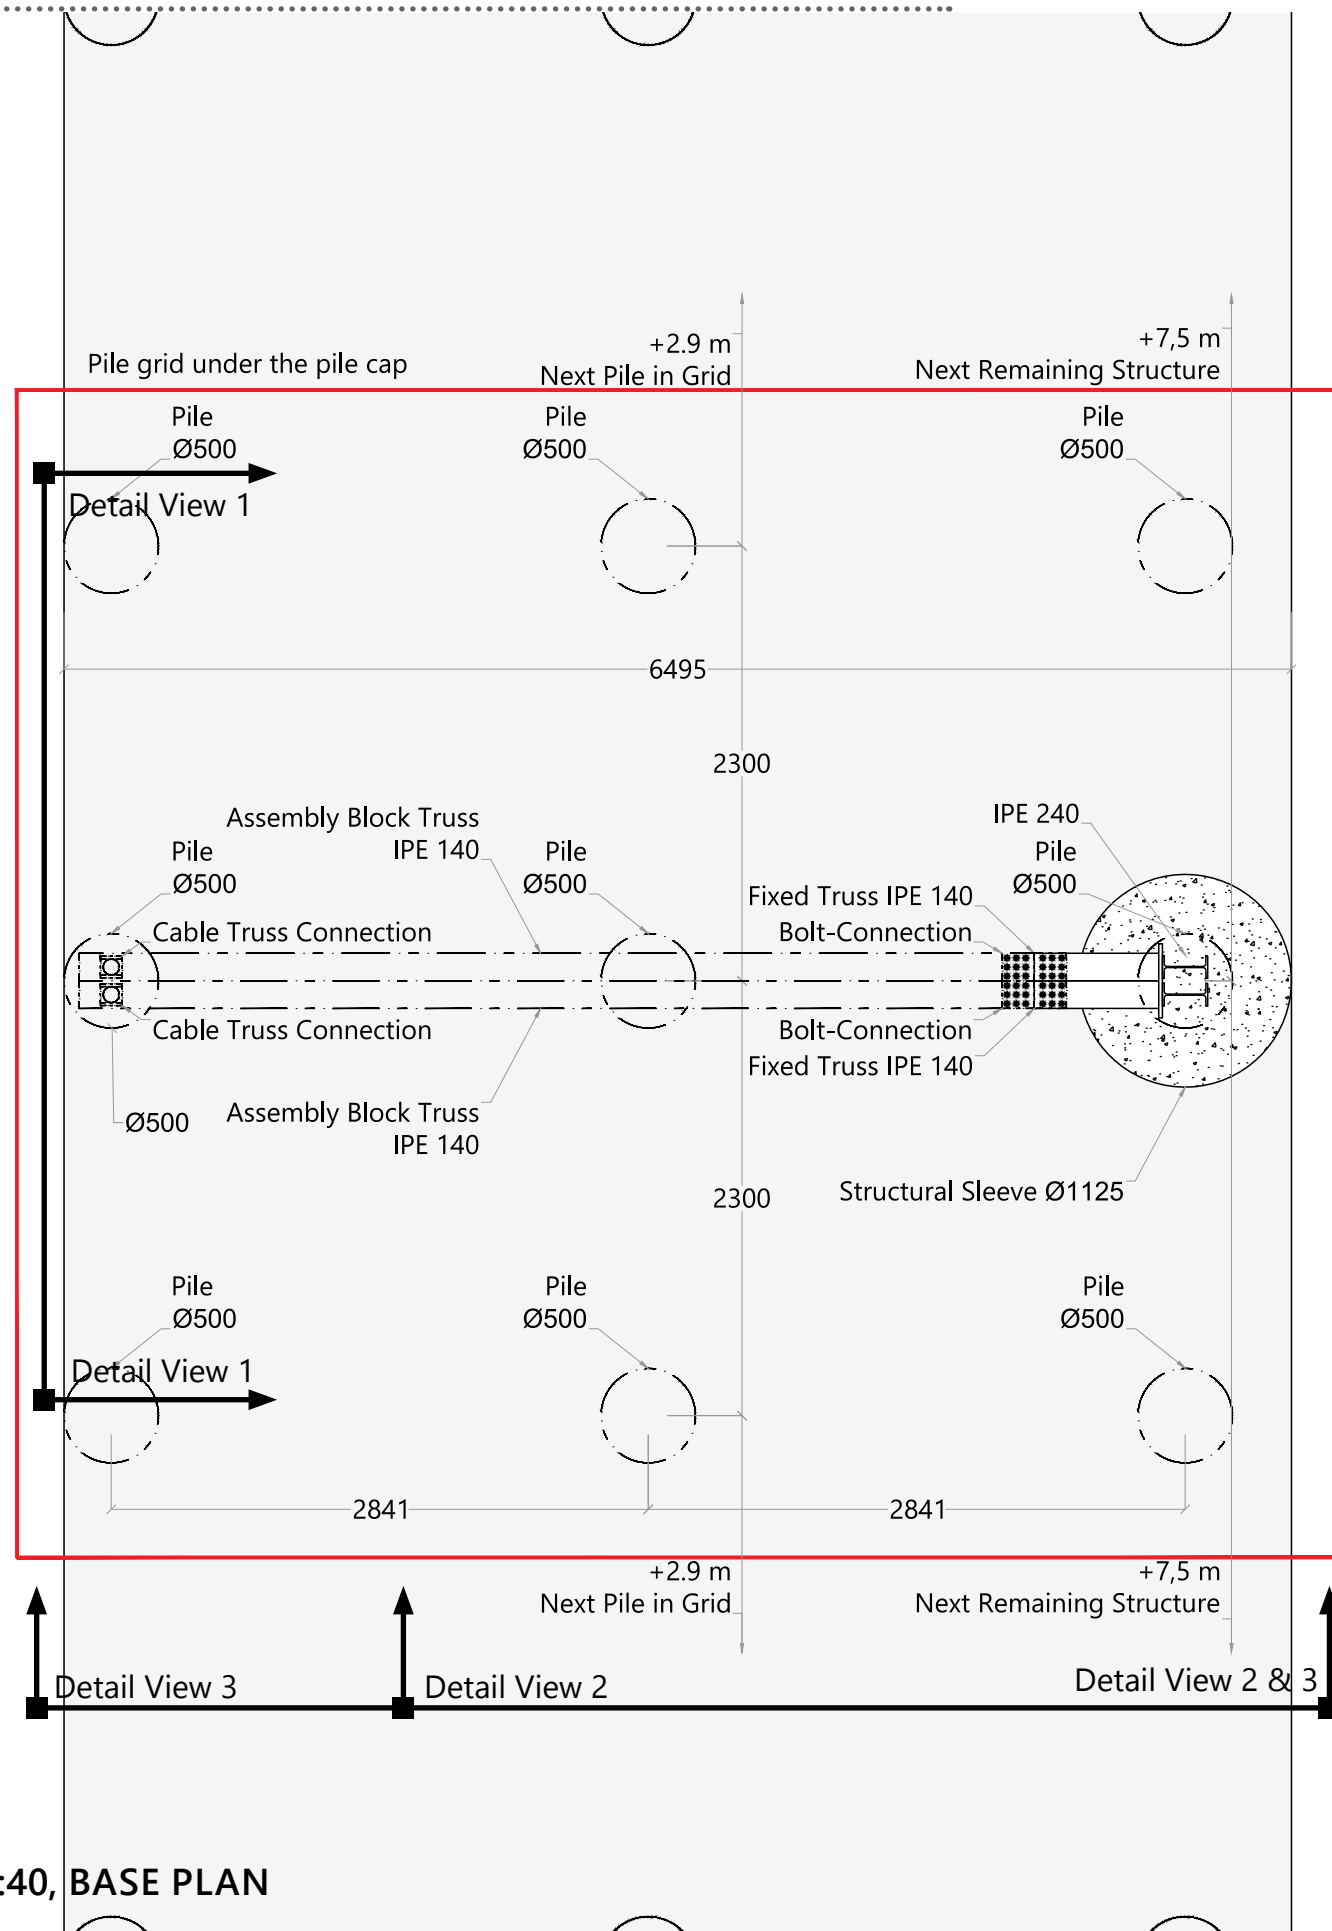 +2.9 m
Next Pile in Grid
+7,5 m
Next Remaining Structure
Pile grid under the pile cap
Pile
Ø500
Pile
Ø500
Pile
Ø500
Detail View 1
6495
2300
Assembly Block Truss
IPE 140
IPE 240
Pile
Ø500
Pile
Ø500
Pile
Ø500
Fixed Truss IPE 140
Cable Truss Connection
Bolt-Connection
Cable Truss Connection
Bolt-Connection
Fixed Truss IPE 140
Ø500
Assembly Block Truss
IPE 140
2300
Structural Sleeve Ø1125
Pile
Ø500
Pile
Ø500
Pile
Ø500
Detail View 1
2841
2841
+2.9 m
Next Pile in Grid
+7,5 m
Next Remaining Structure
Detail View 3
Detail View 2
Detail View 2 & 3
:40, BASE PLAN